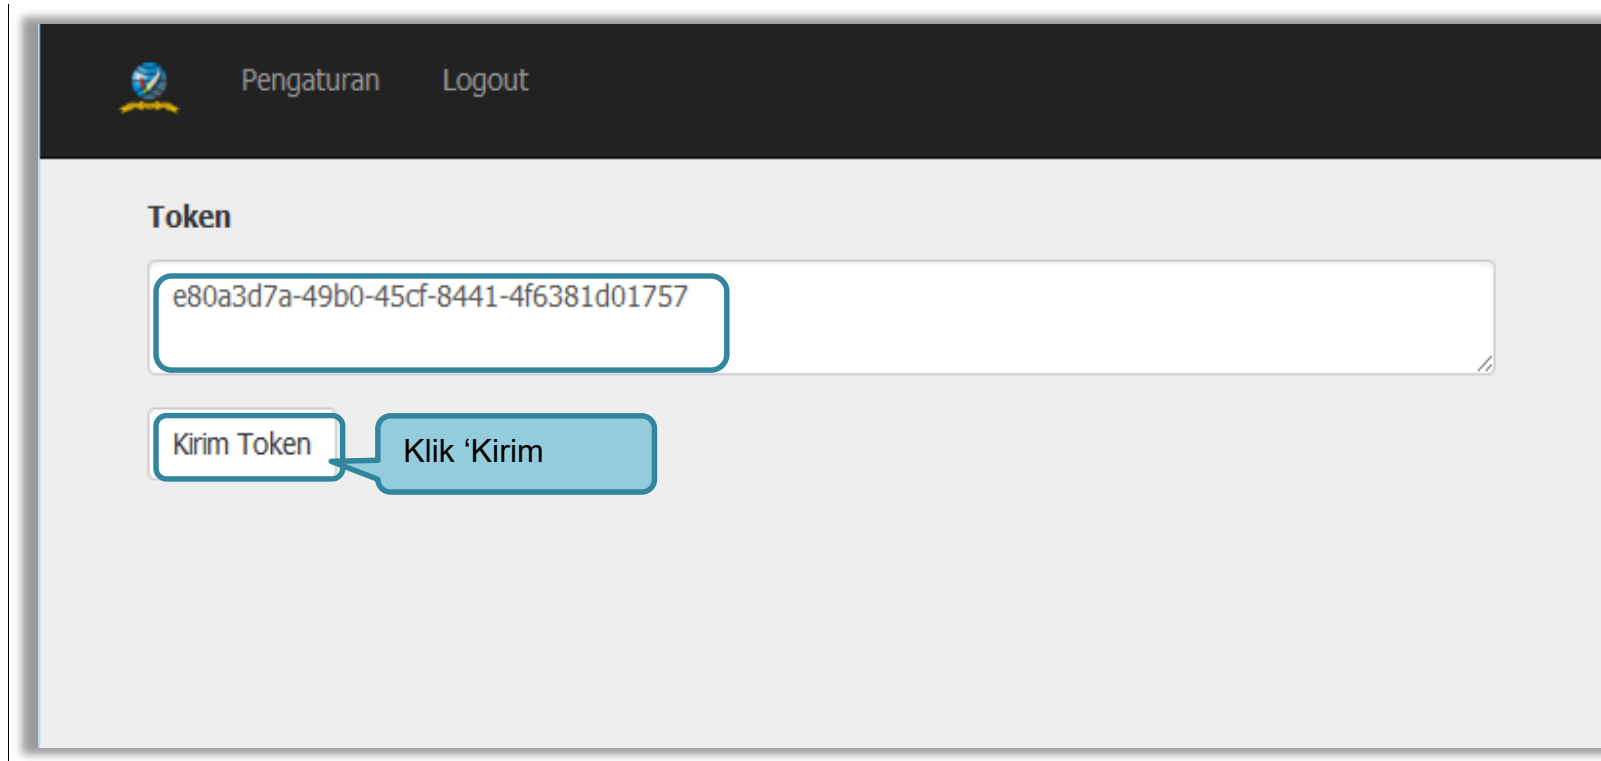 Pengaturan Logout
Token
e80a3d7a-49b0-45cf-8441-4f6381d01757
Kirim Token
Klik ‘Kirim